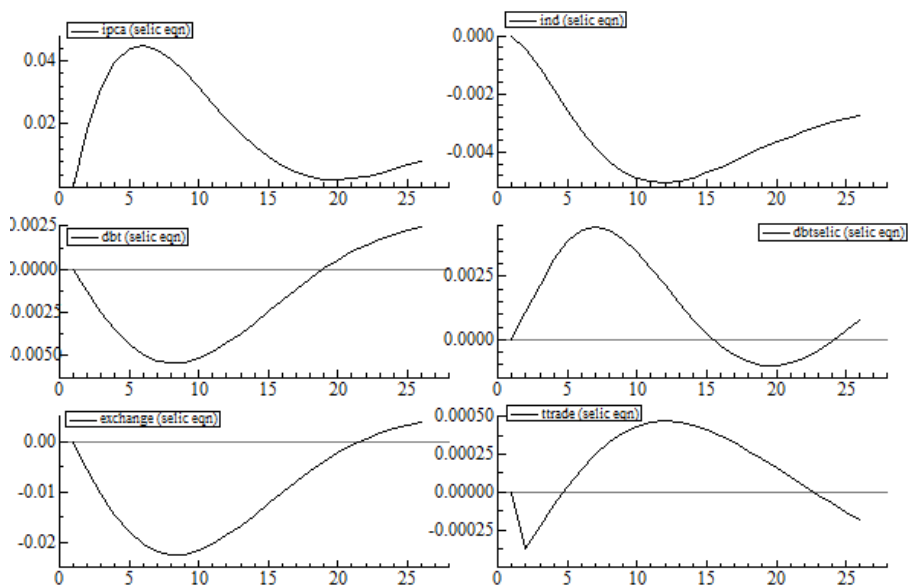 ipca (selic eqn)
0.04
0.02
0 5 10 15 20 25
ind (selic eqn)
0.000
-0.002
-0.004
0 5 10 15 20 25
dbt (selic eqn)
0.0025
0.0000
0.0025
0.0050
0 5 10 15 20 25
dbtselic (selic eqn)
0.0025
0.0000
0 5 10 15 20 25
exchange (selic eqn)
0.00
-0.01
-0.02
0 5 10 15 20 25
ttrade (selic eqn)
0.00050
0.00025
0.00000
-0.00025
0 5 10 15 20 25